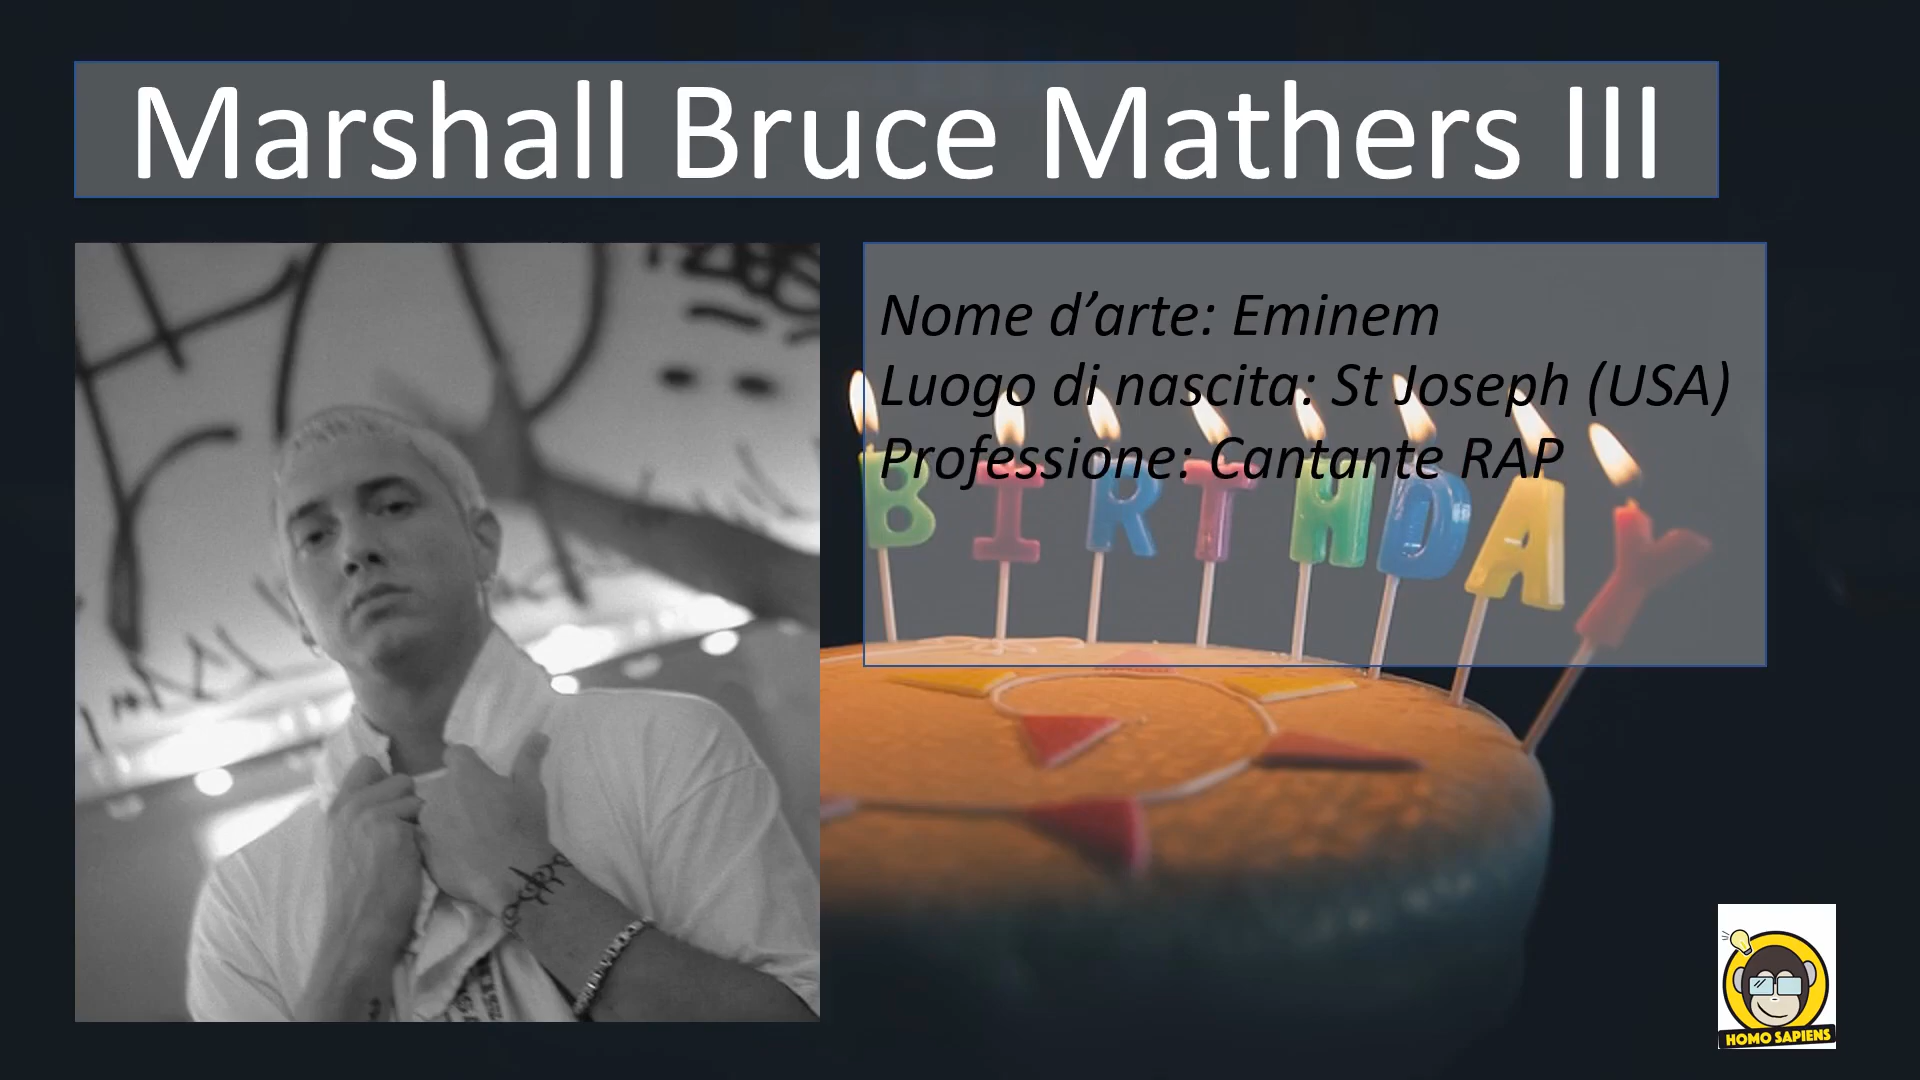 Marshall Bruce Mathers III
Nome d’arte: Eminem
Luogo di nascita: St Joseph (USA)
Professione: Cantante RAP
BIRTHDAY
HOMO SAPIENS